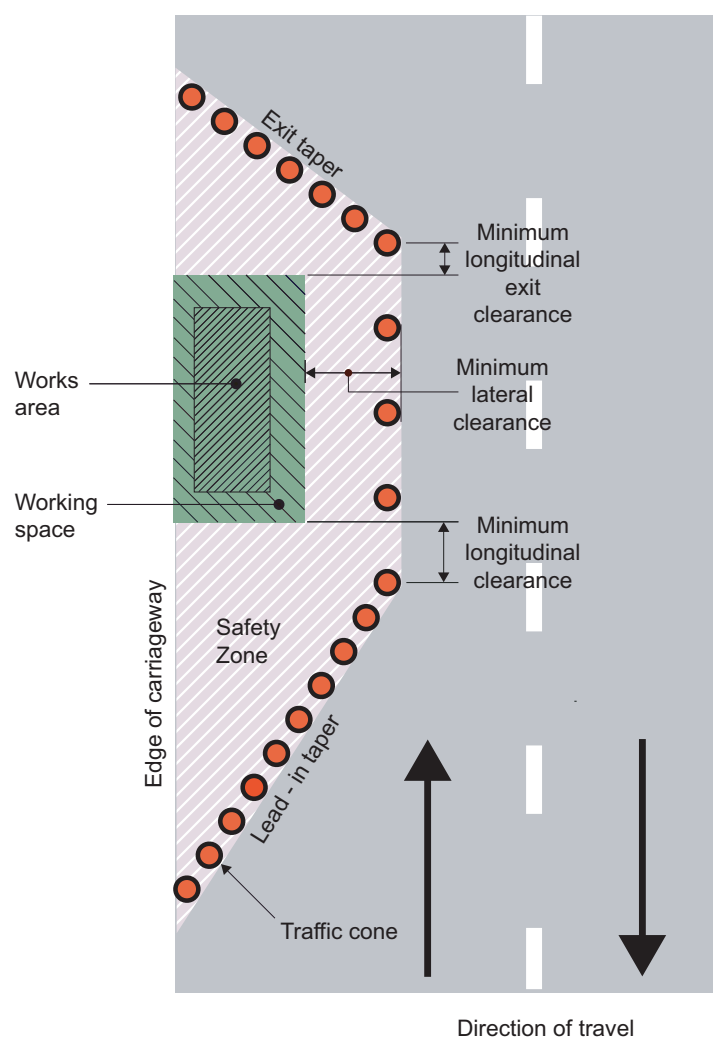 Exit taper
Minimum
longitudinal
exit
clearance
Works
area
Minimum
lateral
clearance
Working
space
Minimum
longitudinal
clearance
Safety
Zone
Edge of carriageway
Lead - in taper
Traffic cone
Direction of travel